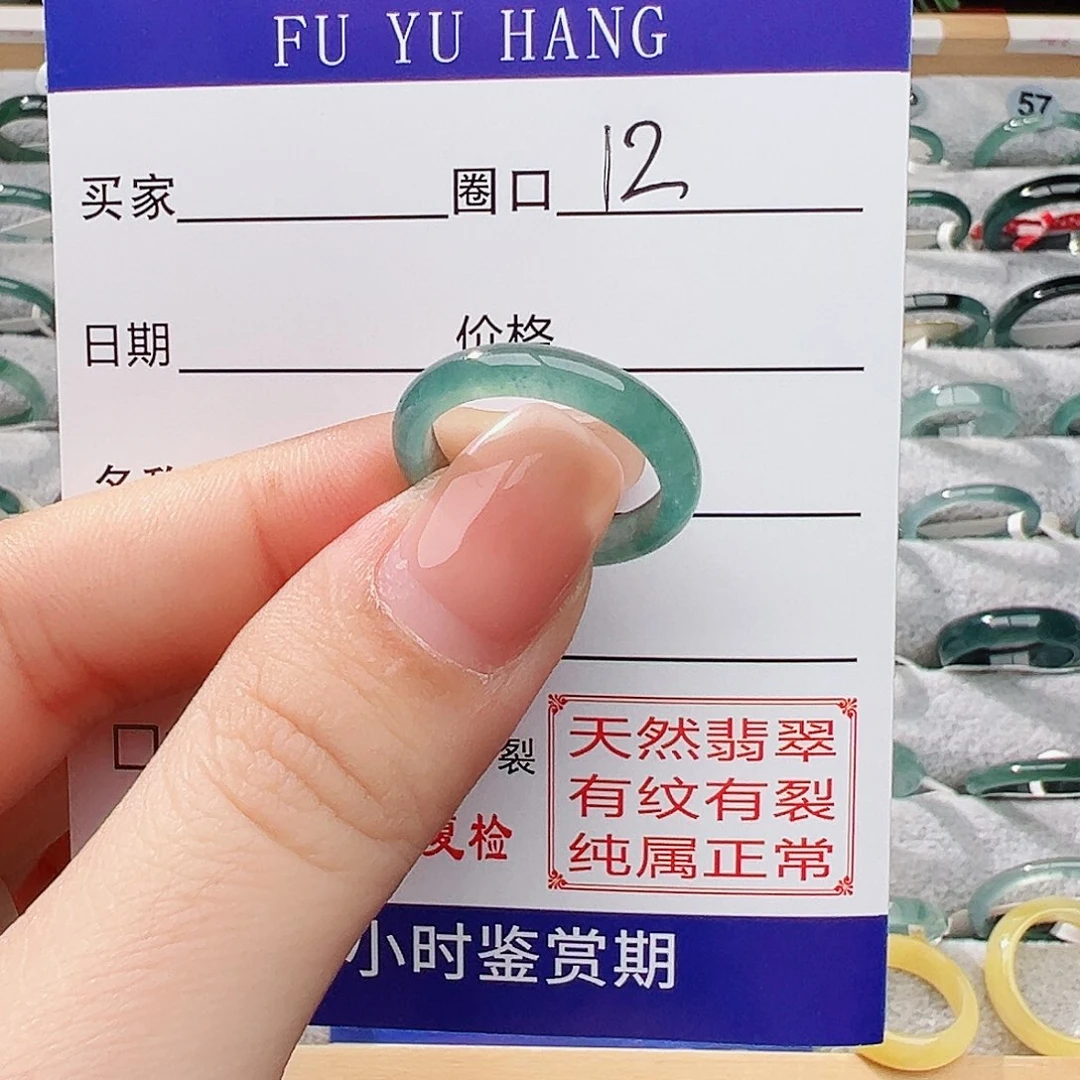 FU YU HANG
买家 圈口 12
日期 价格
裂
天然翡翠
有纹有裂
纯属正常
复检
小时鉴赏期
57